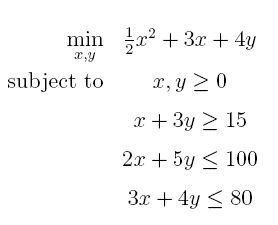 min x,y ½x² + 3x + 4y
subject to x, y ≥ 0
x + 3y ≥ 15
2x + 5y ≤ 100
3x + 4y ≤ 80